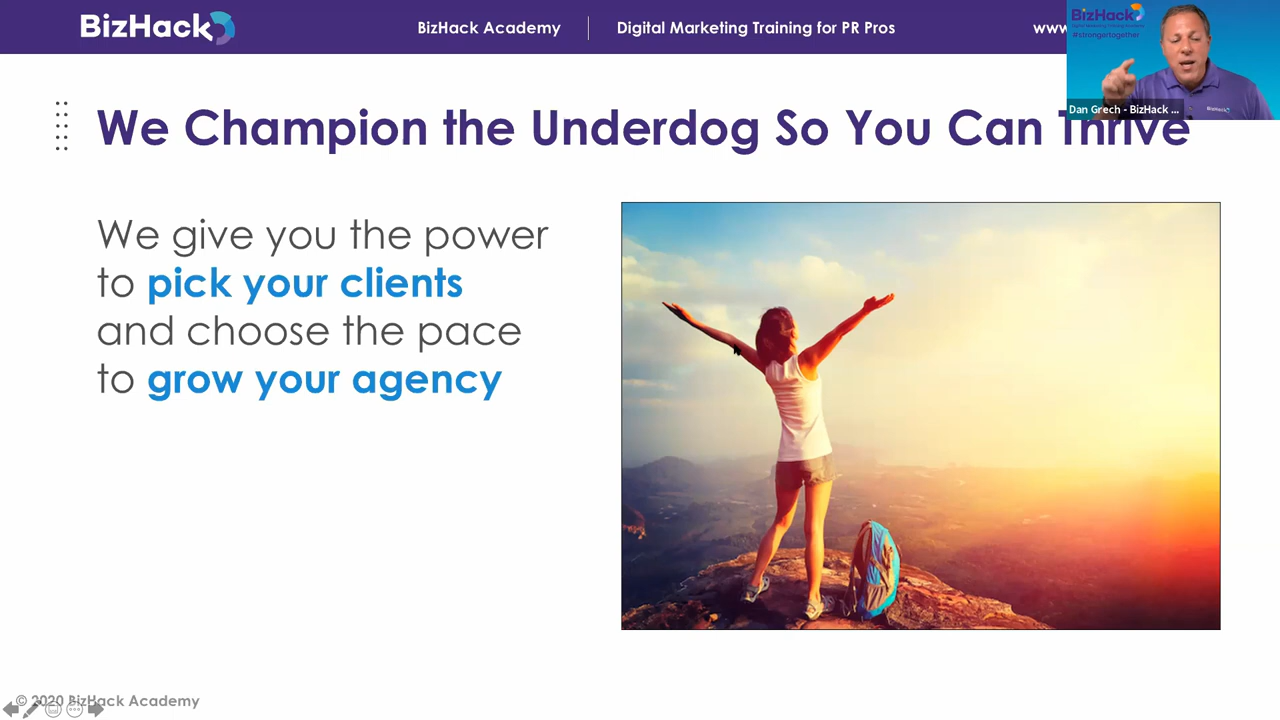 BizHack
BizHack Academy
Digital Marketing Training for PR Pros
www
BizHack
#strongertogether
BizHack
Dan Grech - BizHack ...
We Champion the Underdog So You Can Thrive
We give you the power
to pick your clients
and choose the pace
to grow your agency
© 2020 BizHack Academy